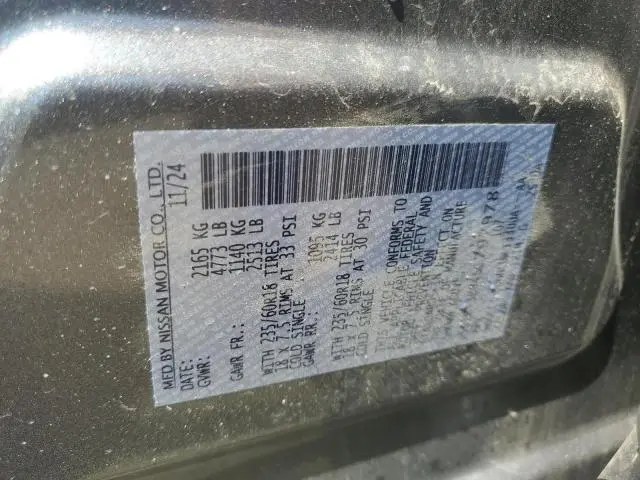 MFD BY NISSAN MOTOR CO., LTD.
DATE: 11/24
GVWR: 2165 KG
4773 LB
GAWR FR.: 1140 KG
2513 LB
WITH 235/60R18 TIRES
18 X 7.5 RIMS AT 33 PSI
COLD SINGLE
GAWR RR.: 1095 KG
2414 LB
WITH 235/60R18 TIRES
18 X 7.5 RIMS AT 30 PSI
COLD SINGLE
THIS VEHICLE CONFORMS TO
ALL APPLICABLE FEDERAL
MOTOR VEHICLE SAFETY AND
THEFT PREVENTION
IN EFFECT ON
THE DATE OF MANUFACTURE